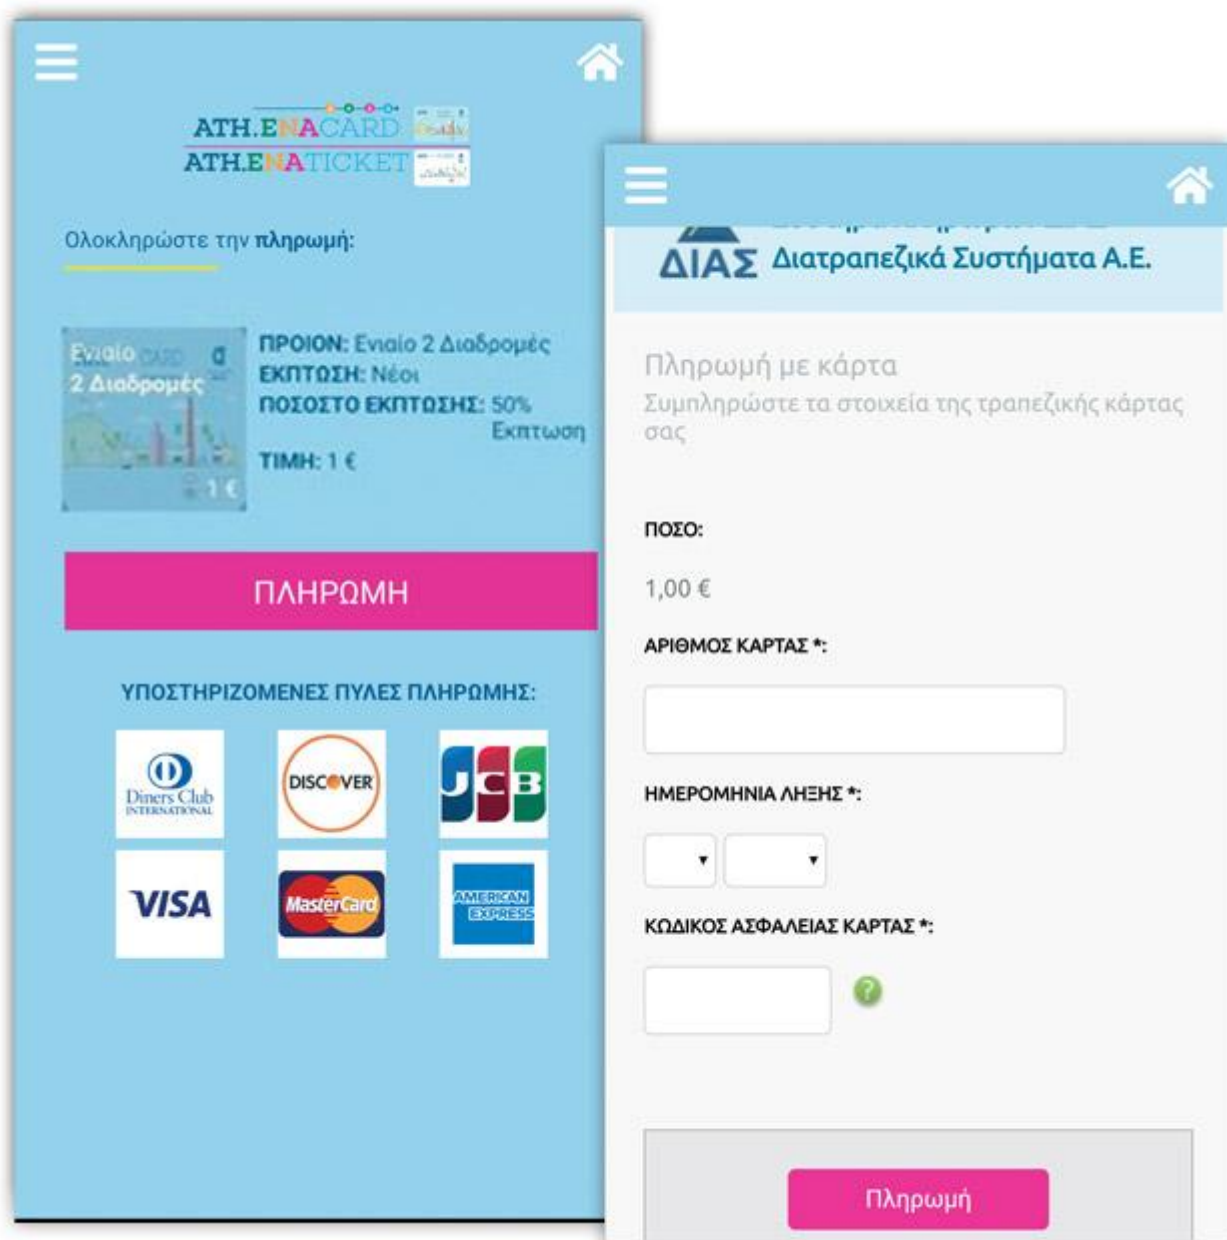 ATH.ENACARD
ATH.ENATICKET
Ολοκληρώστε την πληρωμή:
Ενιαίο
2 Διαδρομές
1 €
ΠΡΟΙΟΝ: Ενιαίο 2 Διαδρομές
ΕΚΠΤΩΣΗ: Νέοι
ΠΟΣΟΣΤΟ ΕΚΠΤΩΣΗΣ: 50%
Εκπτωση
ΤΙΜΗ: 1 €
ΠΛΗΡΩΜΗ
ΥΠΟΣΤΗΡΙΖΟΜΕΝΕΣ ΠΥΛΕΣ ΠΛΗΡΩΜΗΣ:
Diners Club
INTERNATIONAL
DISCOVER
JCB
VISA
MasterCard
AMERICAN
EXPRESS
ΔΙΑΣ Διατραπεζικά Συστήματα Α.Ε.
Πληρωμή με κάρτα
Συμπληρώστε τα στοιχεία της τραπεζικής κάρτας
σας
ΠΟΣΟ:
1,00 €
ΑΡΙΘΜΟΣ ΚΑΡΤΑΣ *:
ΗΜΕΡΟΜΗΝΙΑ ΛΗΞΗΣ *:
ΚΩΔΙΚΟΣ ΑΣΦΑΛΕΙΑΣ ΚΑΡΤΑΣ *:
?
Πληρωμή